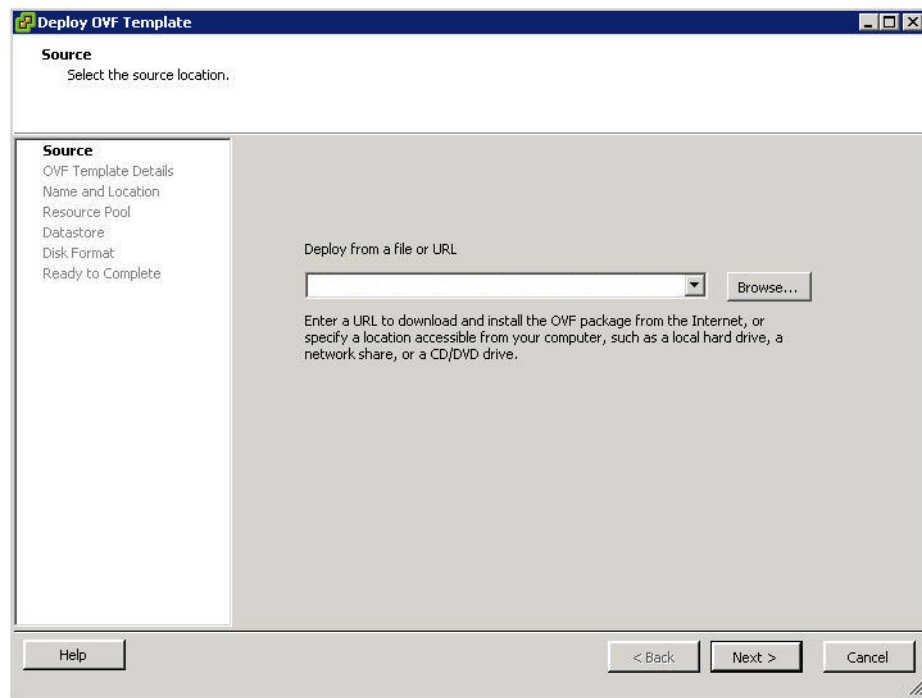 Deploy OVF Template
Source
Select the source location.
Source
OVF Template Details
Name and Location
Resource Pool
Datastore
Disk Format
Ready to Complete
Deploy from a file or URL
Browse...
Enter a URL to download and install the OVF package from the Internet, or
specify a location accessible from your computer, such as a local hard drive, a
network share, or a CD/DVD drive.
Help
< Back
Next >
Cancel